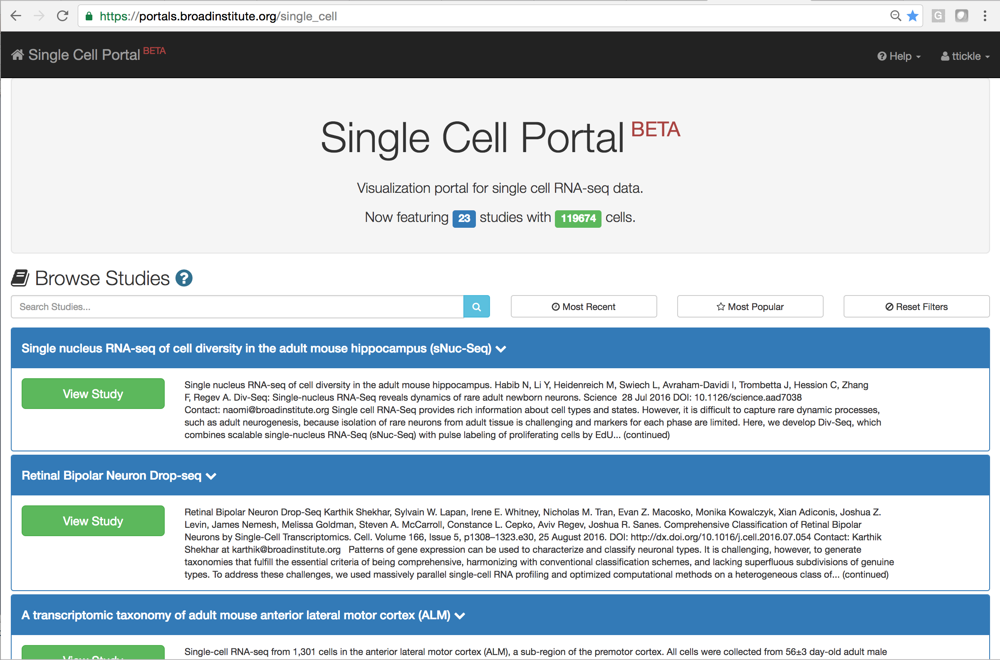 https://portals.broadinstitute.org/single_cell
G
Single Cell Portal BETA
Help
ttickle
Single Cell Portal BETA
Visualization portal for single cell RNA-seq data.
Now featuring 23 studies with 119674 cells.
Browse Studies ?
Search Studies...
Most Recent
Most Popular
Reset Filters
Single nucleus RNA-seq of cell diversity in the adult mouse hippocampus (sNuc-Seq)
View Study
Single nucleus RNA-seq of cell diversity in the adult mouse hippocampus. Habib N, Li Y, Heidenreich M, Swiech L, Avraham-Davidi I, Trombetta J, Hession C, Zhang
F, Regev A. Div-Seq: Single-nucleus RNA-Seq reveals dynamics of rare adult newborn neurons. Science  28 Jul 2016 DOI: 10.1126/science.aad7038
Contact: naomi@broadinstitute.org Single cell RNA-Seq provides rich information about cell types and states. However, it is difficult to capture rare dynamic processes,
such as adult neurogenesis, because isolation of rare neurons from adult tissue is challenging and markers for each phase are limited. Here, we develop Div-Seq, which
combines scalable single-nucleus RNA-Seq (sNuc-Seq) with pulse labeling of proliferating cells by EdU... (continued)
Retinal Bipolar Neuron Drop-seq
View Study
Retinal Bipolar Neuron Drop-Seq Karthik Shekhar, Sylvain W. Lapan, Irene E. Whitney, Nicholas M. Tran, Evan Z. Macosko, Monika Kowalczyk, Xian Adiconis, Joshua Z.
Levin, James Nemesh, Melissa Goldman, Steven A. McCarroll, Constance L. Cepko, Aviv Regev, Joshua R. Sanes. Comprehensive Classification of Retinal Bipolar
Neurons by Single-Cell Transcriptomics. Cell. Volume 166, Issue 5, p1308–1323.e30, 25 August 2016. DOI: http://dx.doi.org/10.1016/j.cell.2016.07.054 Contact: Karthik
Shekhar at karthik@broadinstitute.org   Patterns of gene expression can be used to characterize and classify neuronal types. It is challenging, however, to generate
taxonomies that fulfill the essential criteria of being comprehensive, harmonizing with conventional classification schemes, and lacking superfluous subdivisions of genuine
types. To address these challenges, we used massively parallel single-cell RNA profiling and optimized computational methods on a heterogeneous class of... (continued)
A transcriptomic taxonomy of adult mouse anterior lateral motor cortex (ALM)
View Study
Single-cell RNA-seq from 1,301 cells in the anterior lateral motor cortex (ALM), a sub-region of the premotor cortex. All cells were collected from 56±3 day-old adult male